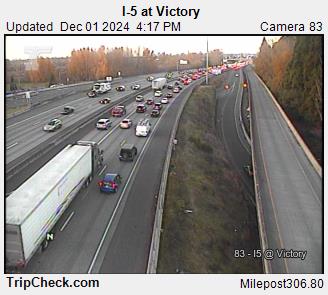 I-5 at Victory
Updated Dec 01 2024 4:17 PM Camera 83
N
83 - I5 @ Victory
TripCheck.com Milepost306.80